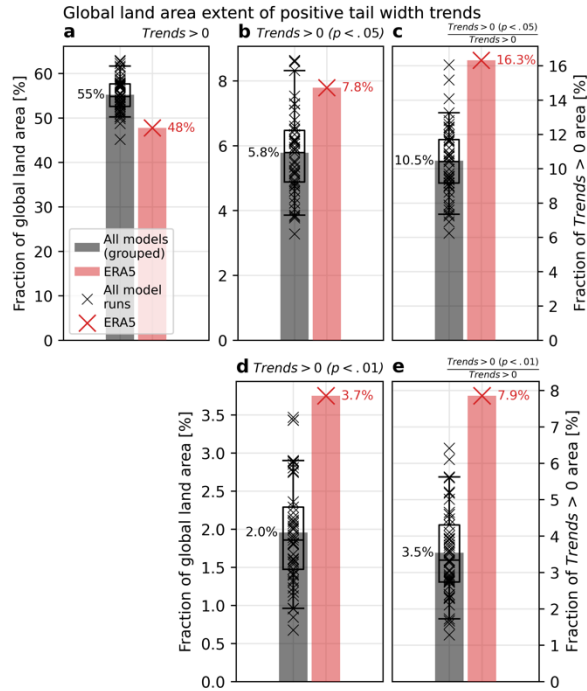 Global land area extent of positive tail width trends
a Trends > 0
b Trends > 0 (p < .05)
c Trends > 0 (p < .05)
Trends > 0
Fraction of global land area [%]
60
50
40
30
20
10
0
55%
48%
All models
(grouped)
ERA5
All model
runs
ERA5
8
6
4
2
0
5.8%
7.8%
10.5%
16.3%
16
14
12
10
8
6
4
2
0
Fraction of Trends > 0 area [%]
d Trends > 0 (p < .01)
e Trends > 0 (p < .01)
Trends > 0
Fraction of global land area [%]
3.5
3.0
2.5
2.0
1.5
1.0
0.5
0.0
2.0%
3.7%
3.5%
7.9%
8
7
6
5
4
3
2
1
0
Fraction of Trends > 0 area [%]